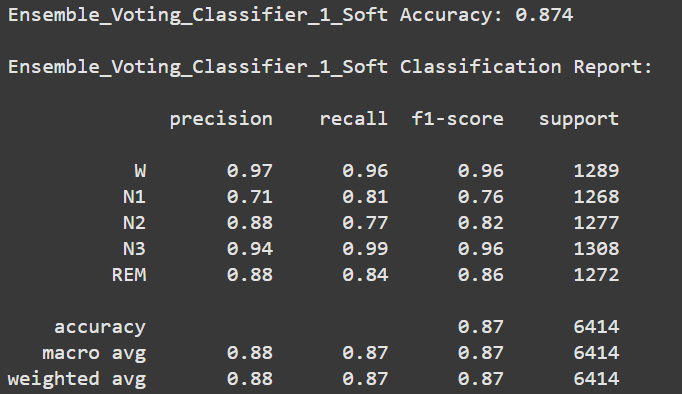 Ensemble_Voting_Classifier_1_Soft Accuracy: 0.874
Ensemble_Voting_Classifier_1_Soft Classification Report:
precision recall f1-score support
W 0.97 0.96 0.96 1289
N1 0.71 0.81 0.76 1268
N2 0.88 0.77 0.82 1277
N3 0.94 0.99 0.96 1308
REM 0.88 0.84 0.86 1272
accuracy 0.87 6414
macro avg 0.88 0.87 0.87 6414
weighted avg 0.88 0.87 0.87 6414